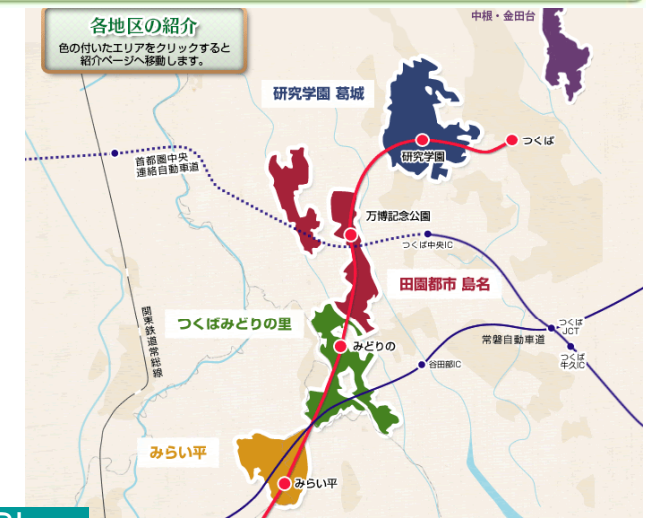 各地区の紹介
色の付いたエリアをクリックすると
紹介ページへ移動します。
中根・金田台
研究学園 葛城
つくば
研究学園
首都圏中央
連絡自動車道
万博記念公園
つくば中央IC
田園都市 島名
つくばみどりの里
関東鉄道常総線
みどりの
常磐自動車道
つくば
JCT
つくば
牛久IC
谷田部IC
みらい平
みらい平